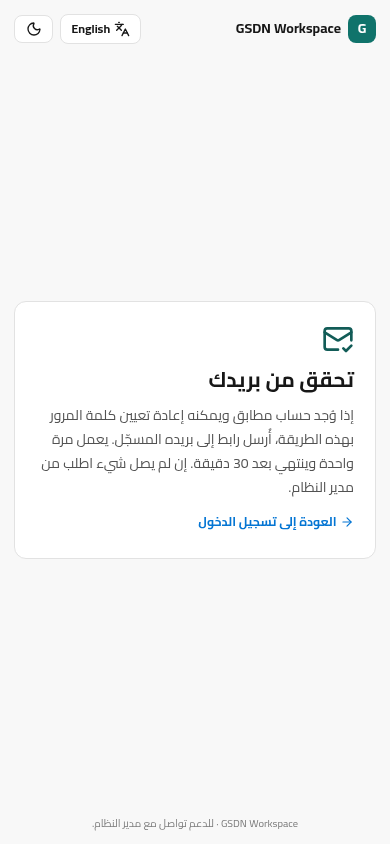 G GSDN Workspace
English
تحقق من بريدك
إذا وُجد حساب مطابق ويمكنه إعادة تعيين كلمة المرور
بهذه الطريقة، أُرسل رابط إلى بريده المسجّل. يعمل مرة
واحدة وينتهي بعد 30 دقيقة. إن لم يصل شيء اطلب من
مدير النظام.
العودة إلى تسجيل الدخول
GSDN Workspace · للدعم تواصل مع مدير النظام.